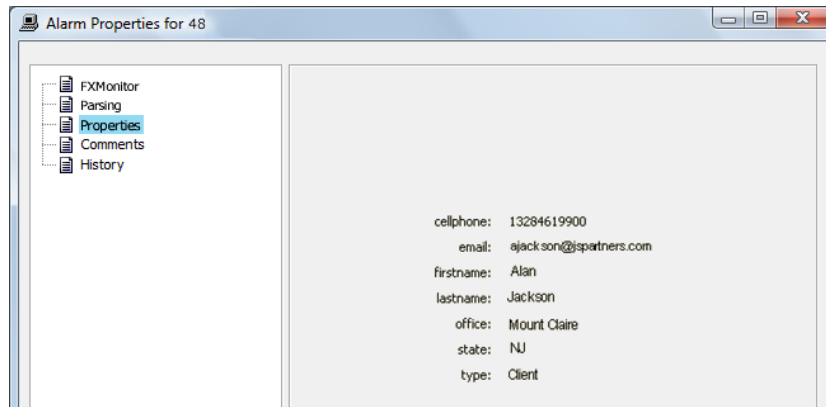 Alarm Properties for 48
FXMonitor
Parsing
Properties
Comments
History
cellphone: 13284619900
email: ajackson@jspartners.com
firstname: Alan
lastname: Jackson
office: Mount Claire
state: NJ
type: Client